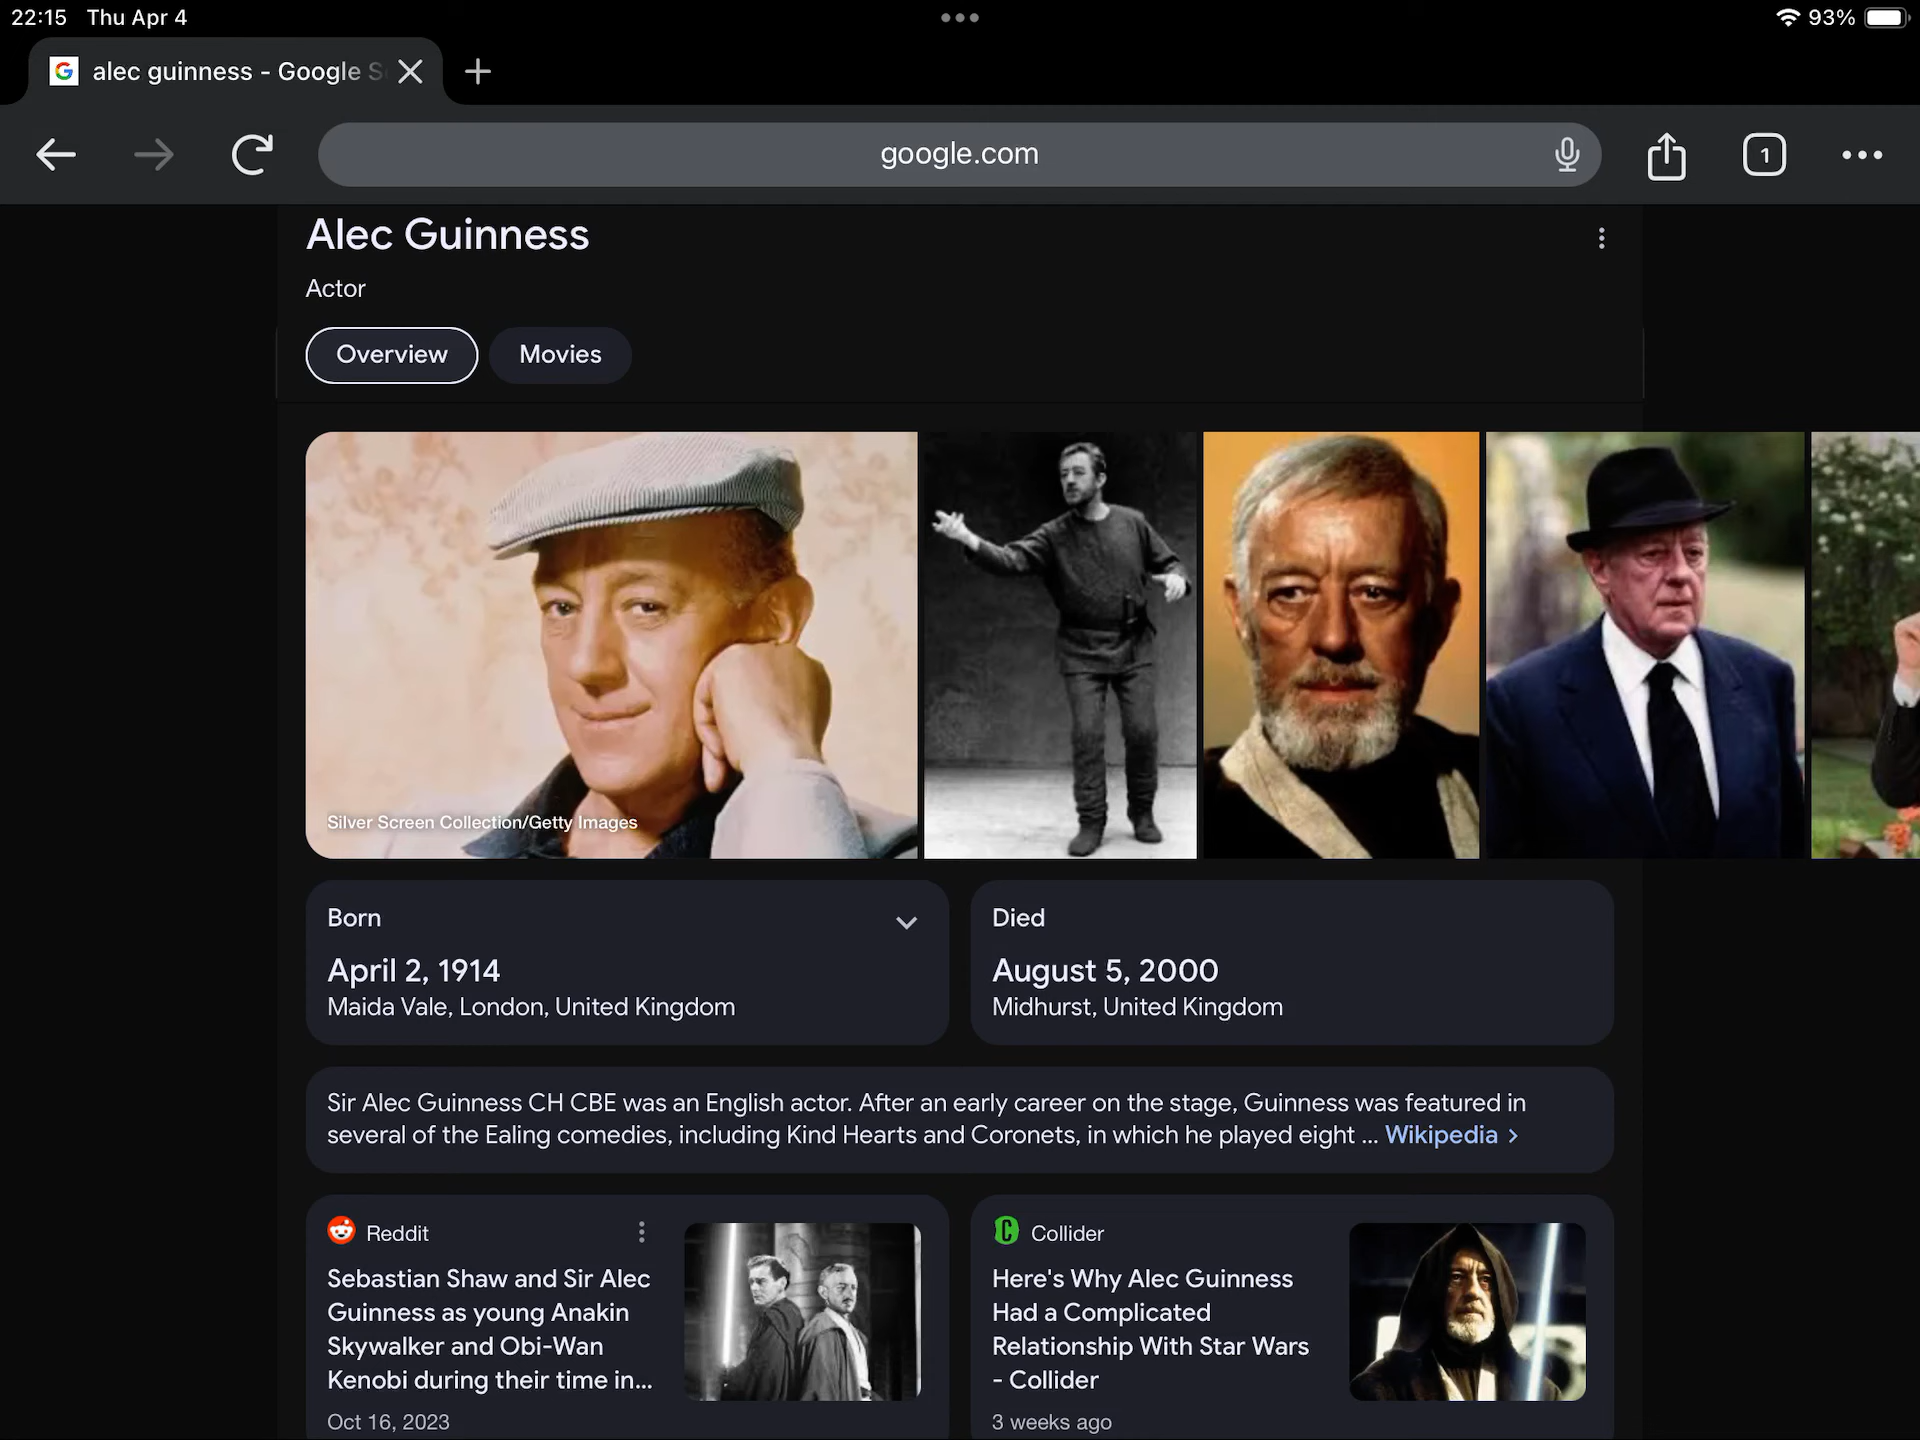 22:15 Thu Apr 4
93%
alec guinness - Google S
google.com
1
Alec Guinness
Actor
Overview
Movies
Silver Screen Collection/Getty Images
Born
April 2, 1914
Maida Vale, London, United Kingdom
Died
August 5, 2000
Midhurst, United Kingdom
Sir Alec Guinness CH CBE was an English actor. After an early career on the stage, Guinness was featured in
several of the Ealing comedies, including Kind Hearts and Coronets, in which he played eight ... Wikipedia >
Reddit
Sebastian Shaw and Sir Alec
Guinness as young Anakin
Skywalker and Obi-Wan
Kenobi during their time in...
Oct 16, 2023
Collider
Here's Why Alec Guinness
Had a Complicated
Relationship With Star Wars
- Collider
3 weeks ago